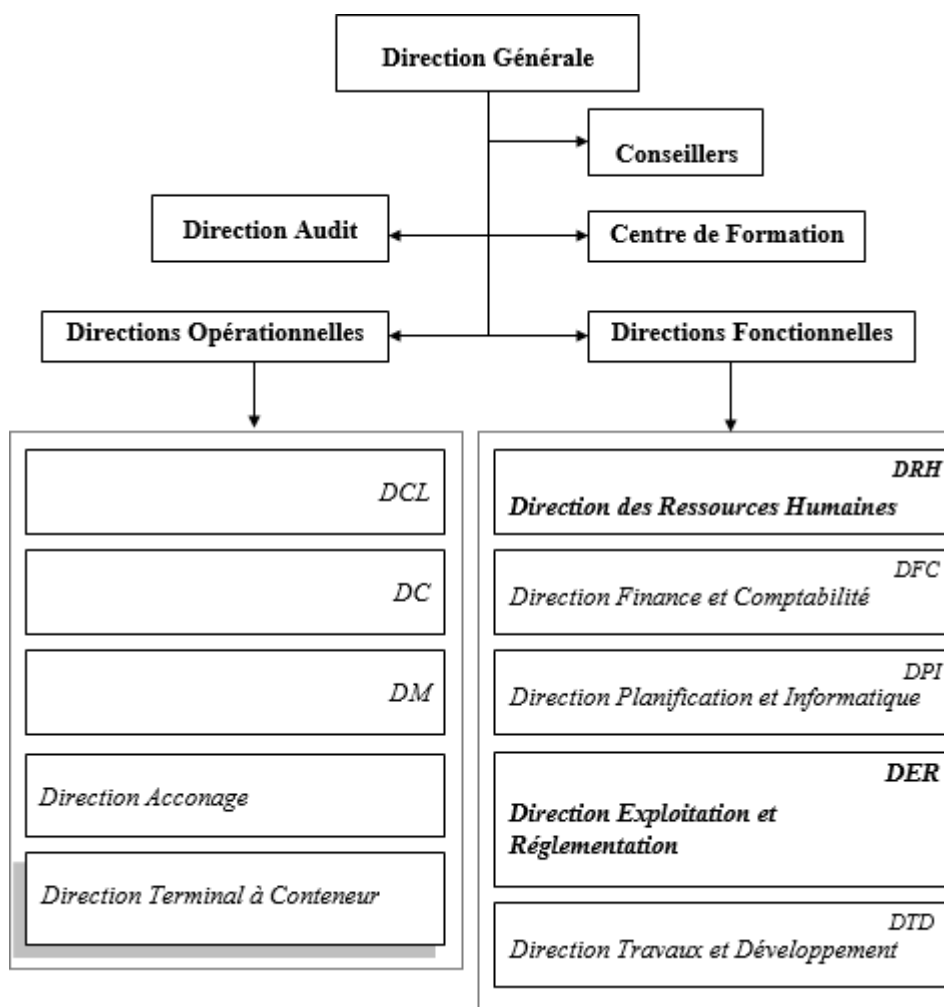 Direction Générale
Conseillers
Direction Audit
Centre de Formation
Directions Opérationnelles
Directions Fonctionnelles
DCL
DC
DM
Direction Acconage
Direction Terminal à Conteneur
DRH
Direction des Ressources Humaines
DFC
Direction Finance et Comptabilité
DPI
Direction Planification et Informatique
DER
Direction Exploitation et
Réglementation
DTD
Direction Travaux et Développement